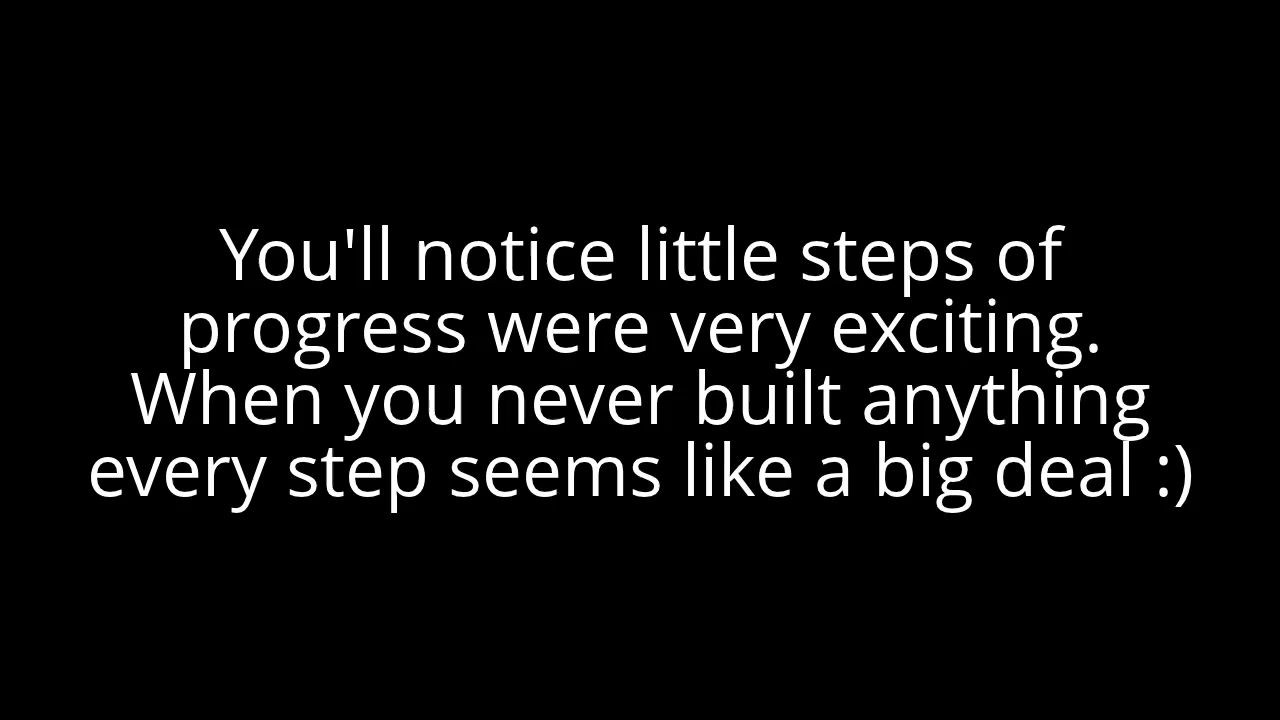 You'll notice little steps of
progress were very exciting.
When you never built anything
every step seems like a big deal :)